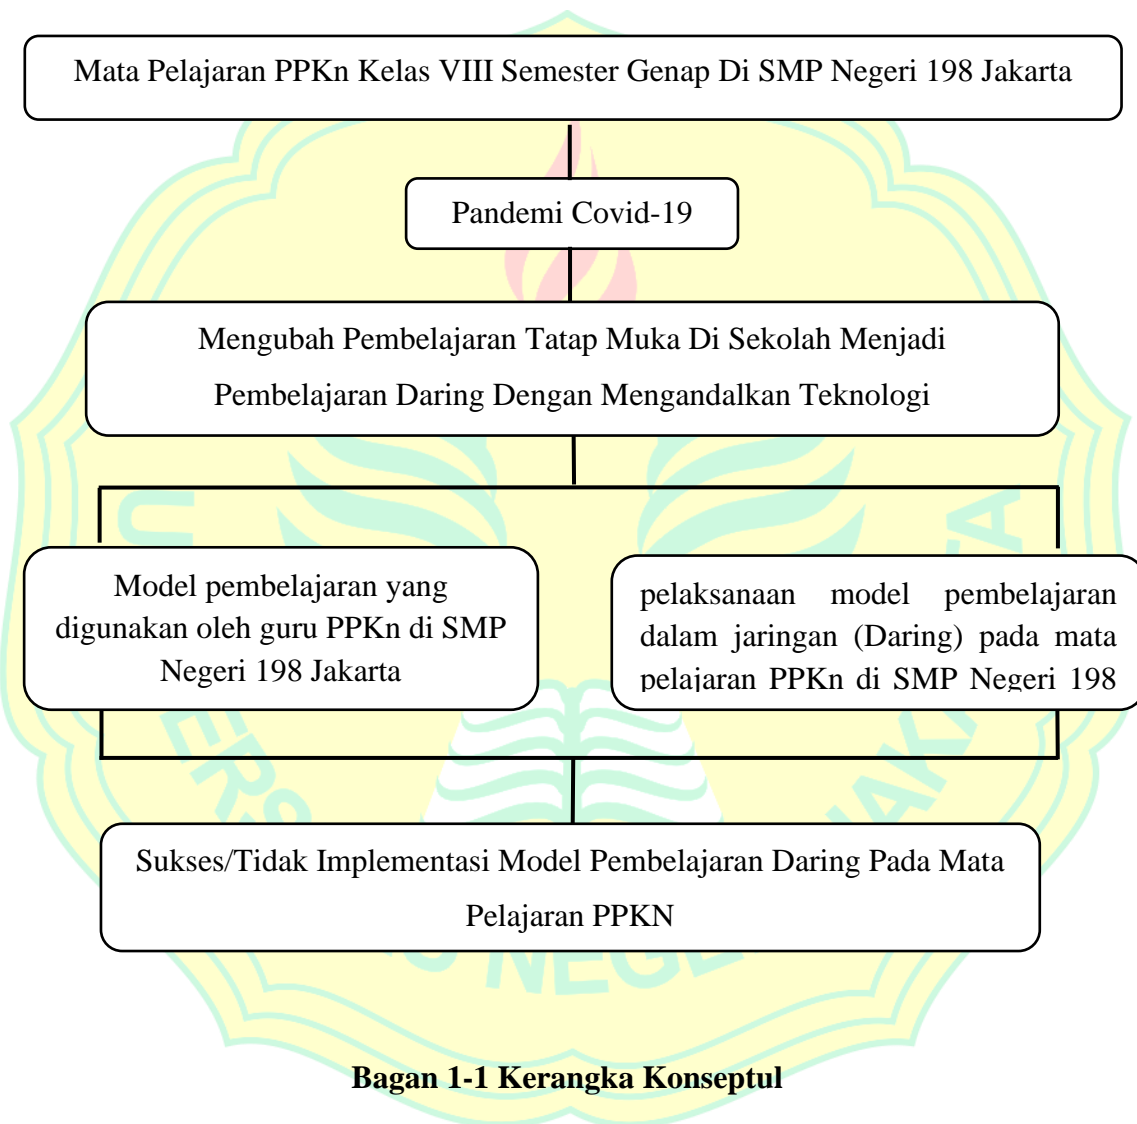 Mata Pelajaran PPKn Kelas VIII Semester Genap Di SMP Negeri 198 Jakarta
Pandemi Covid-19
Mengubah Pembelajaran Tatap Muka Di Sekolah Menjadi
Pembelajaran Daring Dengan Mengandalkan Teknologi
Model pembelajaran yang
digunakan oleh guru PPKn di SMP
Negeri 198 Jakarta
pelaksanaan model pembelajaran
dalam jaringan (Daring) pada mata
pelajaran PPKn di SMP Negeri 198
Sukses/Tidak Implementasi Model Pembelajaran Daring Pada Mata
Pelajaran PPKN
Bagan 1-1 Kerangka Konseptul